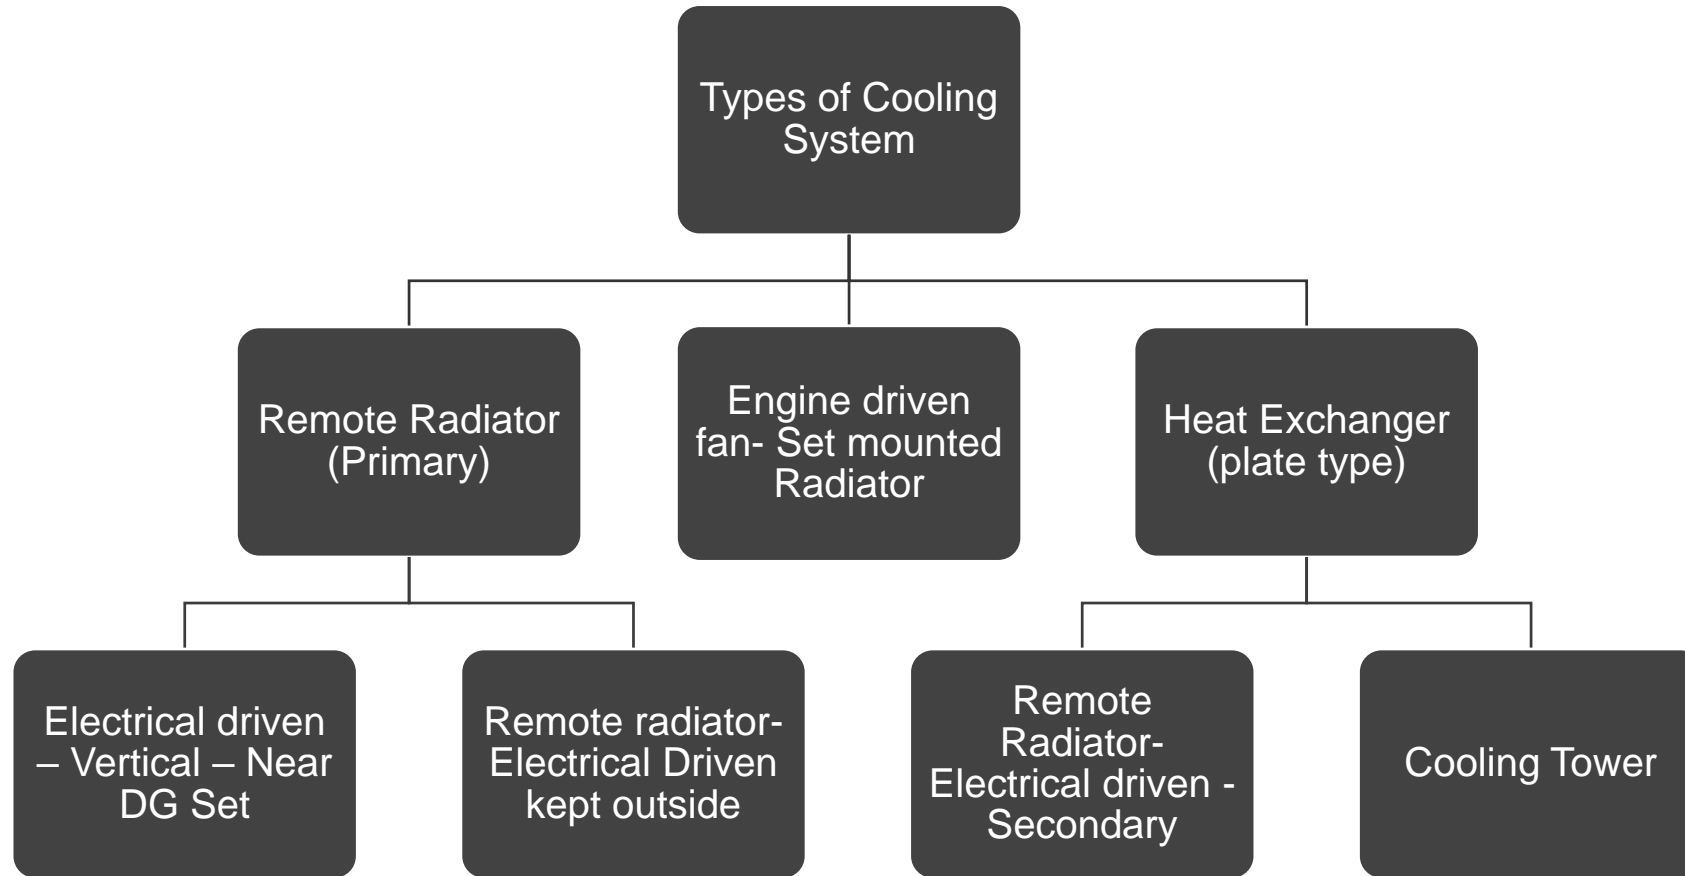 Types of Cooling
System
Remote Radiator
(Primary)
Engine driven
fan- Set mounted
Radiator
Heat Exchanger
(plate type)
Electrical driven
– Vertical – Near
DG Set
Remote radiator-
Electrical Driven
kept outside
Remote
Radiator-
Electrical driven -
Secondary
Cooling Tower